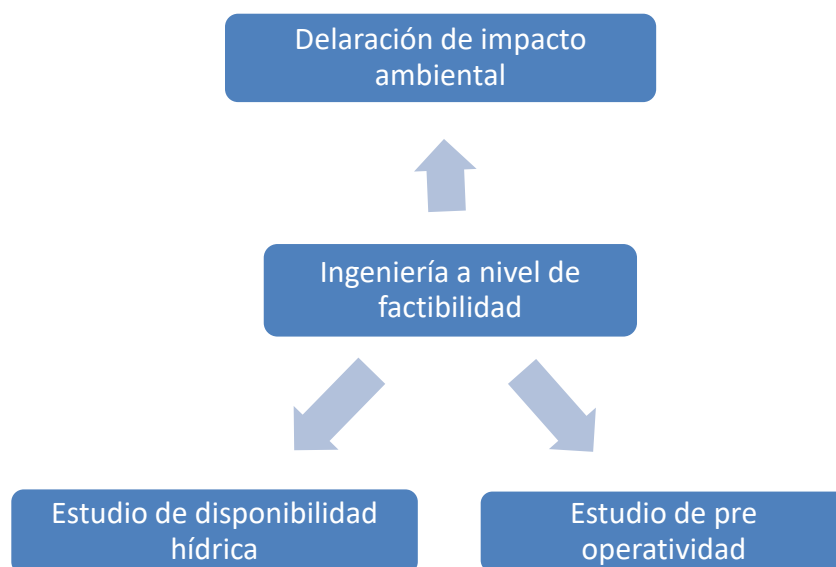 Delaración de impacto
ambiental
Ingeniería a nivel de
factibilidad
Estudio de disponibilidad
hídrica
Estudio de pre
operatividad